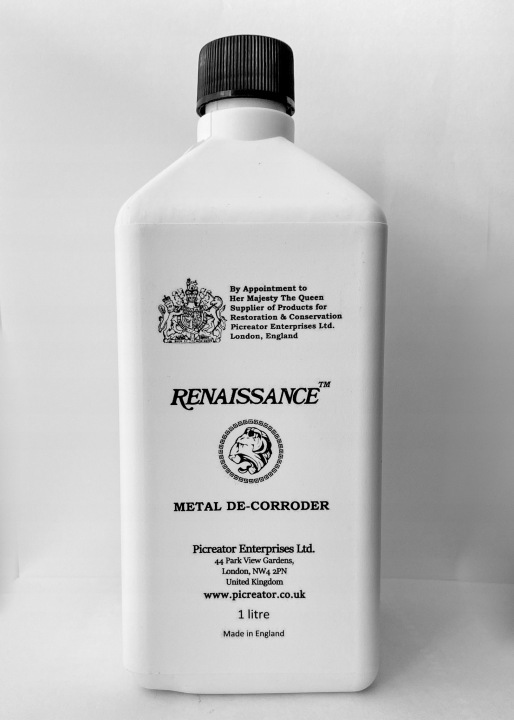 By Appointment to
Her Majesty The Queen
Supplier of Products for
Restoration & Conservation
Picreator Enterprises Ltd.
London, England
RENAISSANCE™
METAL DE-CORRODER
Picreator Enterprises Ltd.
44 Park View Gardens,
London, NW4 2PN
United Kingdom
www.picreator.co.uk
1 litre
Made in England